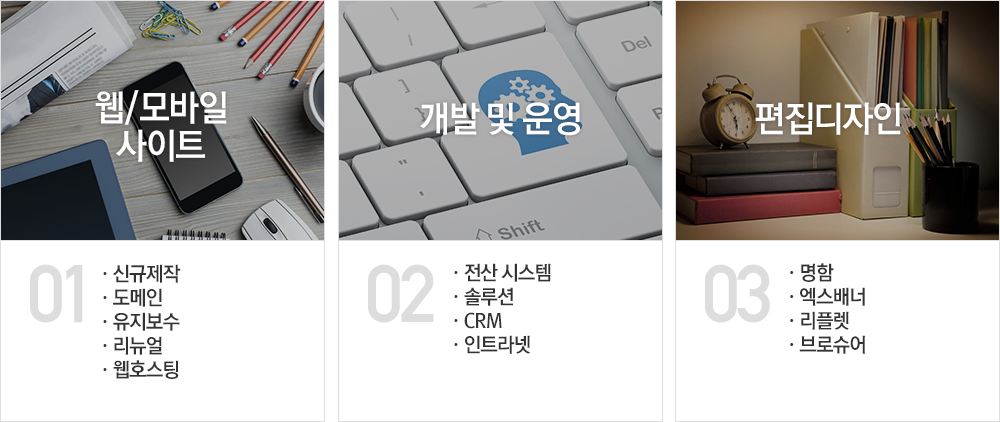 웹/모바일
사이트
01
· 신규제작
· 도메인
· 유지보수
· 리뉴얼
· 웹호스팅
Del
개발 및 운영
Shift
02
· 전산 시스템
· 솔루션
· CRM
· 인트라넷
편집디자인
03
· 명함
· 엑스배너
· 리플렛
· 브로슈어